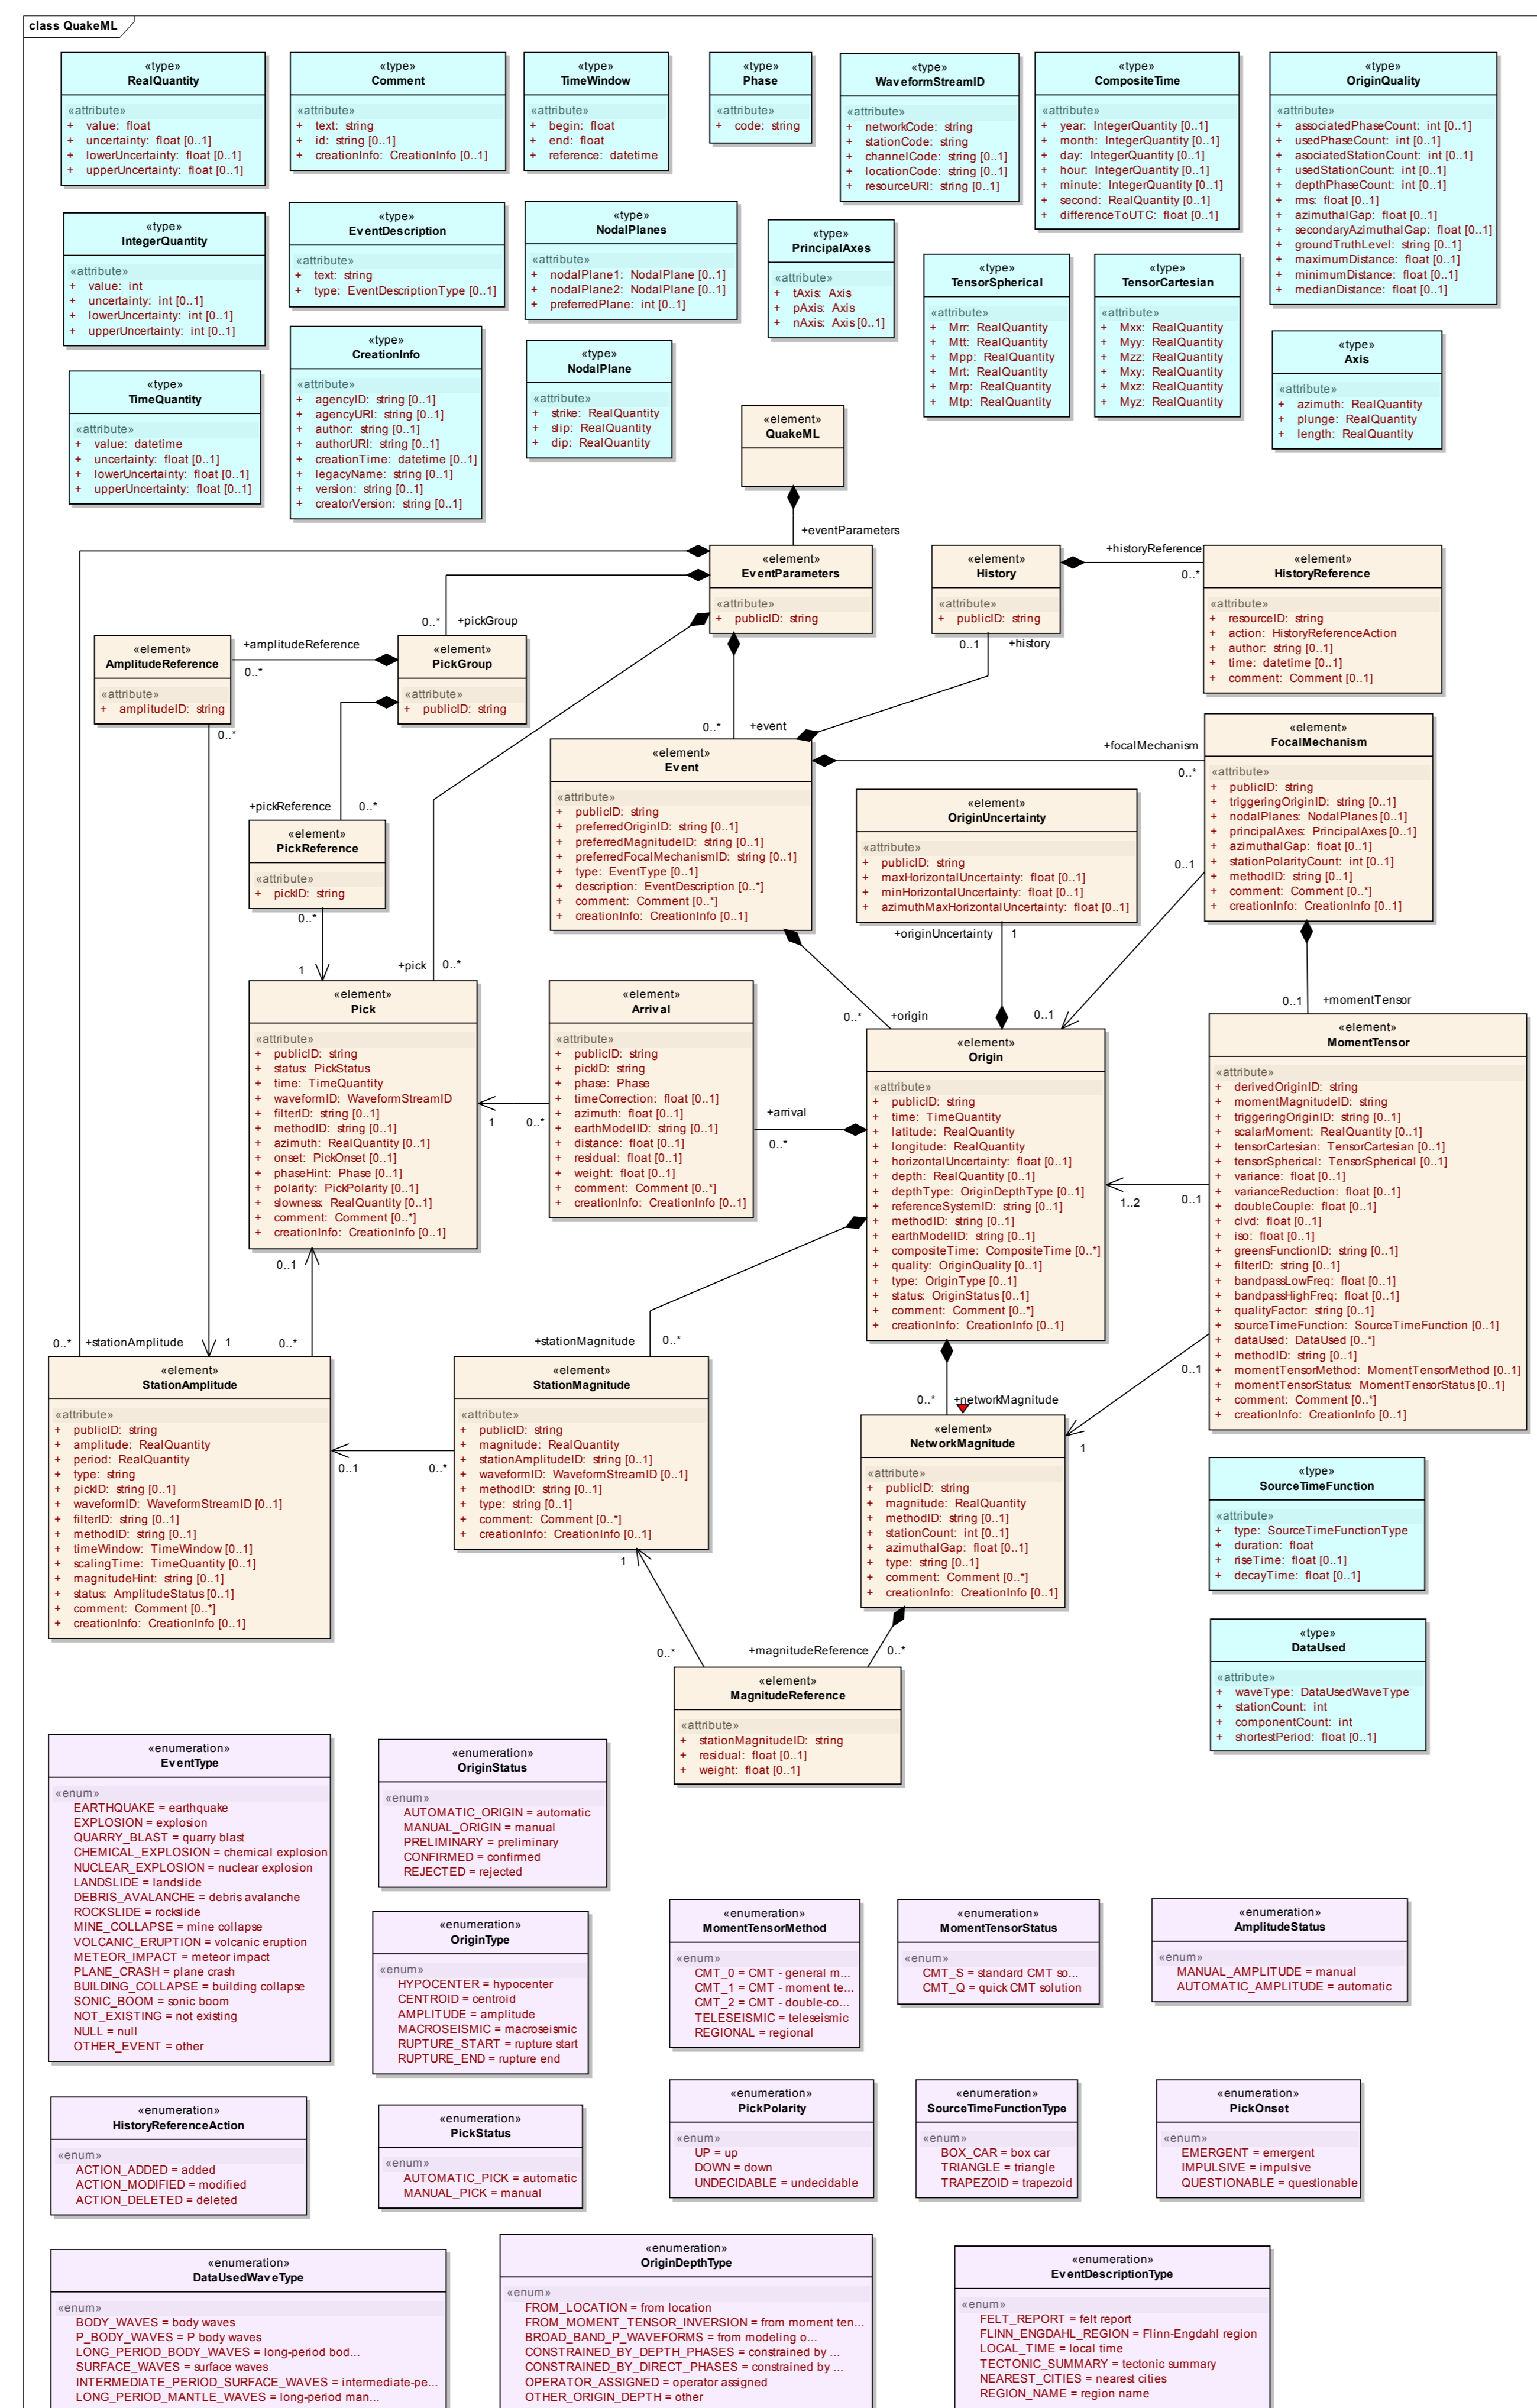 class QuakeML
«type»
RealQuantity
«attribute»
+ value: float
+ uncertainty: float [0..1]
+ lowerUncertainty: float [0..1]
+ upperUncertainty: float [0..1]
«type»
Comment
«attribute»
+ text: string
+ id: string [0..1]
+ creationInfo: CreationInfo [0..1]
«type»
TimeWindow
«attribute»
+ begin: float
+ end: float
+ reference: datetime
«type»
Phase
«attribute»
+ code: string
«type»
WaveformStreamID
«attribute»
+ networkCode: string
+ stationCode: string
+ channelCode: string [0..1]
+ locationCode: string [0..1]
+ resourceURI: string [0..1]
«type»
CompositeTime
«attribute»
+ year: IntegerQuantity [0..1]
+ month: IntegerQuantity [0..1]
+ day: IntegerQuantity [0..1]
+ hour: IntegerQuantity [0..1]
+ minute: IntegerQuantity [0..1]
+ second: RealQuantity [0..1]
+ differenceToUTC: float [0..1]
«type»
OriginQuality
«attribute»
+ associatedPhaseCount: int [0..1]
+ usedPhaseCount: int [0..1]
+ asociatedStationCount: int [0..1]
+ usedStationCount: int [0..1]
+ depthPhaseCount: int [0..1]
+ rms: float [0..1]
+ azimuthalGap: float [0..1]
+ secondaryAzimuthalGap: float [0..1]
+ groundTruthLevel: string [0..1]
+ maximumDistance: float [0..1]
+ minimumDistance: float [0..1]
+ medianDistance: float [0..1]
«type»
IntegerQuantity
«attribute»
+ value: int
+ uncertainty: int [0..1]
+ lowerUncertainty: int [0..1]
+ upperUncertainty: int [0..1]
«type»
EventDescription
«attribute»
+ text: string
+ type: EventDescriptionType [0..1]
«type»
NodalPlanes
«attribute»
+ nodalPlane1: NodalPlane [0..1]
+ nodalPlane2: NodalPlane [0..1]
+ preferredPlane: int [0..1]
«type»
PrincipalAxes
«attribute»
+ tAxis: Axis
+ pAxis: Axis
+ nAxis: Axis [0..1]
«type»
TensorSpherical
«attribute»
+ Mrr: RealQuantity
+ Mtt: RealQuantity
+ Mpp: RealQuantity
+ Mrt: RealQuantity
+ Mrp: RealQuantity
+ Mtp: RealQuantity
«type»
TensorCartesian
«attribute»
+ Mxx: RealQuantity
+ Myy: RealQuantity
+ Mzz: RealQuantity
+ Mxy: RealQuantity
+ Mxz: RealQuantity
+ Myz: RealQuantity
«type»
Axis
«attribute»
+ azimuth: RealQuantity
+ plunge: RealQuantity
+ length: RealQuantity
«type»
TimeQuantity
«attribute»
+ value: datetime
+ uncertainty: float [0..1]
+ lowerUncertainty: float [0..1]
+ upperUncertainty: float [0..1]
«type»
CreationInfo
«attribute»
+ agencyID: string [0..1]
+ agencyURI: string [0..1]
+ author: string [0..1]
+ authorURI: string [0..1]
+ creationTime: datetime [0..1]
+ legacyName: string [0..1]
+ version: string [0..1]
+ creatorVersion: string [0..1]
«type»
NodalPlane
«attribute»
+ strike: RealQuantity
+ slip: RealQuantity
+ dip: RealQuantity
«element»
QuakeML
+eventParameters
«element»
EventParameters
«attribute»
+ publicID: string
«element»
History
«attribute»
+ publicID: string
+historyReference
0..*
«element»
HistoryReference
«attribute»
+ resourceID: string
+ action: HistoryReferenceAction
+ author: string [0..1]
+ time: datetime [0..1]
+ comment: Comment [0..1]
0..* +pickGroup
«element»
AmplitudeReference
«attribute»
+ amplitudeID: string
+amplitudeReference
0..*
«element»
PickGroup
«attribute»
+ publicID: string
0..1 +history
0..* +event
0..*
«element»
Event
«attribute»
+ publicID: string
+ preferredOriginID: string [0..1]
+ preferredMagnitudeID: string [0..1]
+ preferredFocalMechanismID: string [0..1]
+ type: EventType [0..1]
+ description: EventDescription [0..*]
+ comment: Comment [0..*]
+ creationInfo: CreationInfo [0..1]
+focalMechanism
0..*
«element»
FocalMechanism
«attribute»
+ publicID: string
+ triggeringOriginID: string [0..1]
+ nodalPlanes: NodalPlanes [0..1]
+ principalAxes: PrincipalAxes [0..1]
+ azimuthalGap: float [0..1]
+ stationPolarityCount: int [0..1]
+ methodID: string [0..1]
+ comment: Comment [0..*]
+ creationInfo: CreationInfo [0..1]
«element»
OriginUncertainty
«attribute»
+ publicID: string
+ maxHorizontalUncertainty: float [0..1]
+ minHorizontalUncertainty: float [0..1]
+ azimuthMaxHorizontalUncertainty: float [0..1]
+pickReference 0..*
«element»
PickReference
«attribute»
+ pickID: string
0..1
0..*
+originUncertainty 1
1
+pick 0..*
«element»
Pick
«attribute»
+ publicID: string
+ status: PickStatus
+ time: TimeQuantity
+ waveformID: WaveformStreamID
+ filterID: string [0..1]
+ methodID: string [0..1]
+ azimuth: RealQuantity [0..1]
+ onset: PickOnset [0..1]
+ phaseHint: Phase [0..1]
+ polarity: PickPolarity [0..1]
+ slowness: RealQuantity [0..1]
+ comment: Comment [0..*]
+ creationInfo: CreationInfo [0..1]
1 0..*
«element»
Arrival
«attribute»
+ publicID: string
+ pickID: string
+ phase: Phase
+ timeCorrection: float [0..1]
+ azimuth: float [0..1]
+ earthModelID: string [0..1]
+ distance: float [0..1]
+ residual: float [0..1]
+ weight: float [0..1]
+ comment: Comment [0..*]
+ creationInfo: CreationInfo [0..1]
+arrival
0..*
0..* +origin
0..1
«element»
Origin
«attribute»
+ publicID: string
+ time: TimeQuantity
+ latitude: RealQuantity
+ longitude: RealQuantity
+ horizontalUncertainty: float [0..1]
+ depth: RealQuantity [0..1]
+ depthType: OriginDepthType [0..1]
+ referenceSystemID: string [0..1]
+ methodID: string [0..1]
+ earthModelID: string [0..1]
+ compositeTime: CompositeTime [0..*]
+ quality: OriginQuality [0..1]
+ type: OriginType [0..1]
+ status: OriginStatus [0..1]
+ comment: Comment [0..*]
+ creationInfo: CreationInfo [0..1]
0..1 +momentTensor
1..2 0..1
«element»
MomentTensor
«attribute»
+ derivedOriginID: string
+ momentMagnitudeID: string
+ triggeringOriginID: string [0..1]
+ scalarMoment: RealQuantity [0..1]
+ tensorCartesian: TensorCartesian [0..1]
+ tensorSpherical: TensorSpherical [0..1]
+ variance: float [0..1]
+ varianceReduction: float [0..1]
+ doubleCouple: float [0..1]
+ clvd: float [0..1]
+ iso: float [0..1]
+ greensFunctionID: string [0..1]
+ filterID: string [0..1]
+ bandpassLowFreq: float [0..1]
+ bandpassHighFreq: float [0..1]
+ qualityFactor: string [0..1]
+ sourceTimeFunction: SourceTimeFunction [0..1]
+ dataUsed: DataUsed [0..*]
+ methodID: string [0..1]
+ momentTensorMethod: MomentTensorMethod [0..1]
+ momentTensorStatus: MomentTensorStatus [0..1]
+ comment: Comment [0..*]
+ creationInfo: CreationInfo [0..1]
0..1
0..* +stationAmplitude 1 0..*
«element»
StationAmplitude
«attribute»
+ publicID: string
+ amplitude: RealQuantity
+ period: RealQuantity
+ type: string
+ pickID: string [0..1]
+ waveformID: WaveformStreamID [0..1]
+ filterID: string [0..1]
+ methodID: string [0..1]
+ timeWindow: TimeWindow [0..1]
+ scalingTime: TimeQuantity [0..1]
+ magnitudeHint: string [0..1]
+ status: AmplitudeStatus [0..1]
+ comment: Comment [0..*]
+ creationInfo: CreationInfo [0..1]
0..1 0..*
+stationMagnitude 0..*
«element»
StationMagnitude
«attribute»
+ publicID: string
+ magnitude: RealQuantity
+ stationAmplitudeID: string [0..1]
+ waveformID: WaveformStreamID [0..1]
+ methodID: string [0..1]
+ type: string [0..1]
+ comment: Comment [0..*]
+ creationInfo: CreationInfo [0..1]
0..* +networkMagnitude
0..1
1
«element»
NetworkMagnitude
«attribute»
+ publicID: string
+ magnitude: RealQuantity
+ methodID: string [0..1]
+ stationCount: int [0..1]
+ azimuthalGap: float [0..1]
+ type: string [0..1]
+ comment: Comment [0..*]
+ creationInfo: CreationInfo [0..1]
«type»
SourceTimeFunction
«attribute»
+ type: SourceTimeFunctionType
+ duration: float
+ riseTime: float [0..1]
+ decayTime: float [0..1]
1
0..* +magnitudeReference 0..*
«element»
MagnitudeReference
«attribute»
+ stationMagnitudeID: string
+ residual: float [0..1]
+ weight: float [0..1]
«type»
DataUsed
«attribute»
+ waveType: DataUsedWaveType
+ stationCount: int
+ componentCount: int
+ shortestPeriod: float [0..1]
«enumeration»
EventType
«enum»
EARTHQUAKE = earthquake
EXPLOSION = explosion
QUARRY_BLAST = quarry blast
CHEMICAL_EXPLOSION = chemical explosion
NUCLEAR_EXPLOSION = nuclear explosion
LANDSLIDE = landslide
DEBRIS_AVALANCHE = debris avalanche
ROCKSLIDE = rockslide
MINE_COLLAPSE = mine collapse
VOLCANIC_ERUPTION = volcanic eruption
METEOR_IMPACT = meteor impact
PLANE_CRASH = plane crash
BUILDING_COLLAPSE = building collapse
SONIC_BOOM = sonic boom
NOT_EXISTING = not existing
NULL = null
OTHER_EVENT = other
«enumeration»
OriginStatus
«enum»
AUTOMATIC_ORIGIN = automatic
MANUAL_ORIGIN = manual
PRELIMINARY = preliminary
CONFIRMED = confirmed
REJECTED = rejected
«enumeration»
OriginType
«enum»
HYPOCENTER = hypocenter
CENTROID = centroid
AMPLITUDE = amplitude
MACROSEISMIC = macroseismic
RUPTURE_START = rupture start
RUPTURE_END = rupture end
«enumeration»
MomentTensorMethod
«enum»
CMT_0 = CMT - general m...
CMT_1 = CMT - moment te...
CMT_2 = CMT - double-co...
TELESEISMIC = teleseismic
REGIONAL = regional
«enumeration»
MomentTensorStatus
«enum»
CMT_S = standard CMT so...
CMT_Q = quick CMT solution
«enumeration»
AmplitudeStatus
«enum»
MANUAL_AMPLITUDE = manual
AUTOMATIC_AMPLITUDE = automatic
«enumeration»
HistoryReferenceAction
«enum»
ACTION_ADDED = added
ACTION_MODIFIED = modified
ACTION_DELETED = deleted
«enumeration»
PickStatus
«enum»
AUTOMATIC_PICK = automatic
MANUAL_PICK = manual
«enumeration»
PickPolarity
«enum»
UP = up
DOWN = down
UNDECIDABLE = undecidable
«enumeration»
SourceTimeFunctionType
«enum»
BOX_CAR = box car
TRIANGLE = triangle
TRAPEZOID = trapezoid
«enumeration»
PickOnset
«enum»
EMERGENT = emergent
IMPULSIVE = impulsive
QUESTIONABLE = questionable
«enumeration»
DataUsedWaveType
«enum»
BODY_WAVES = body waves
P_BODY_WAVES = P body waves
LONG_PERIOD_BODY_WAVES = long-period bod...
SURFACE_WAVES = surface waves
INTERMEDIATE_PERIOD_SURFACE_WAVES = intermediate-pe...
LONG_PERIOD_MANTLE_WAVES = long-period man...
«enumeration»
OriginDepthType
«enum»
FROM_LOCATION = from location
FROM_MOMENT_TENSOR_INVERSION = from moment ten...
BROAD_BAND_P_WAVEFORMS = from modeling o...
CONSTRAINED_BY_DEPTH_PHASES = constrained by ...
CONSTRAINED_BY_DIRECT_PHASES = constrained by ...
OPERATOR_ASSIGNED = operator assigned
OTHER_ORIGIN_DEPTH = other
«enumeration»
EventDescriptionType
«enum»
FELT_REPORT = felt report
FLINN_ENGDAHL_REGION = Flinn-Engdahl region
LOCAL_TIME = local time
TECTONIC_SUMMARY = tectonic summary
NEAREST_CITIES = nearest cities
REGION_NAME = region name